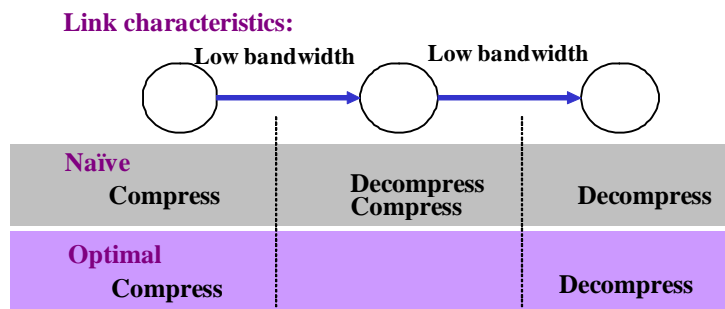 Link characteristics:
Low bandwidth
Low bandwidth
Naïve
Compress
Decompress
Compress
Decompress
Optimal
Compress
Decompress